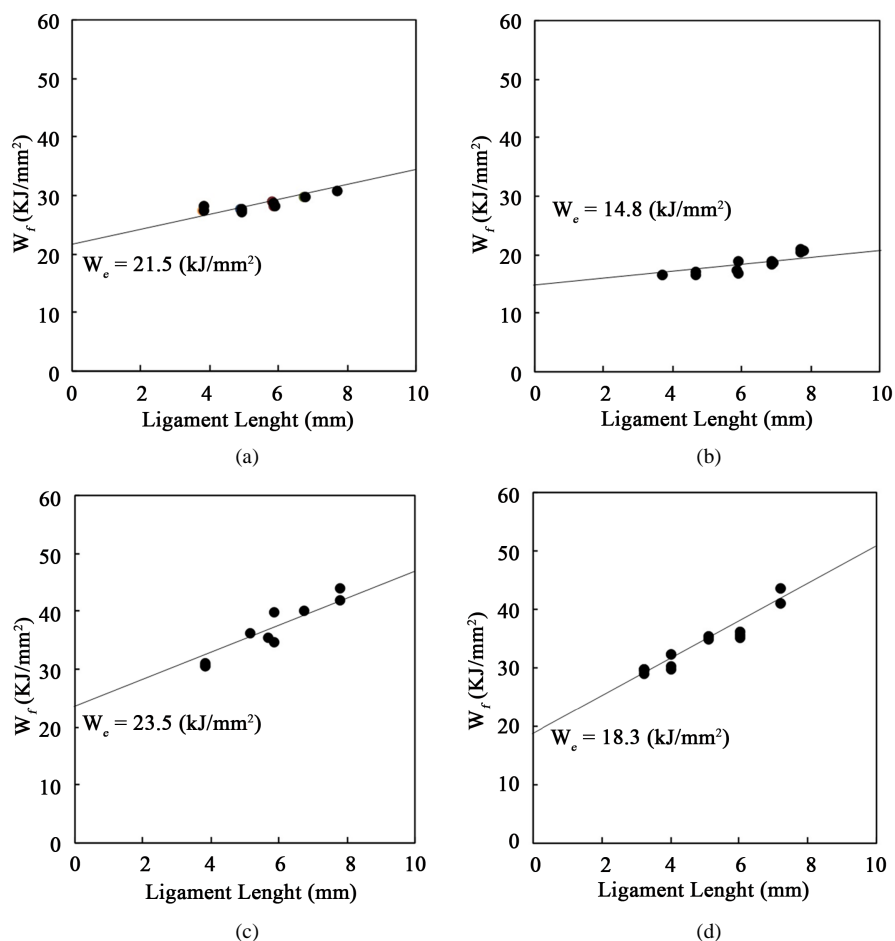 60
50
40
30
20
10
0
W_f (KJ/mm²)
W_e = 21.5 (kJ/mm²)
0 2 4 6 8 10
Ligament Lenght (mm)
(a)
60
50
40
30
20
10
0
W_f (KJ/mm²)
W_e = 14.8 (kJ/mm²)
0 2 4 6 8 10
Ligament Lenght (mm)
(b)
60
50
40
30
20
10
0
W_f (KJ/mm²)
W_c = 23.5 (kJ/mm²)
0 2 4 6 8 10
Ligament Lenght (mm)
(c)
60
50
40
30
20
10
0
W_f (KJ/mm²)
W_e = 18.3 (kJ/mm²)
0 2 4 6 8 10
Ligament Lenght (mm)
(d)